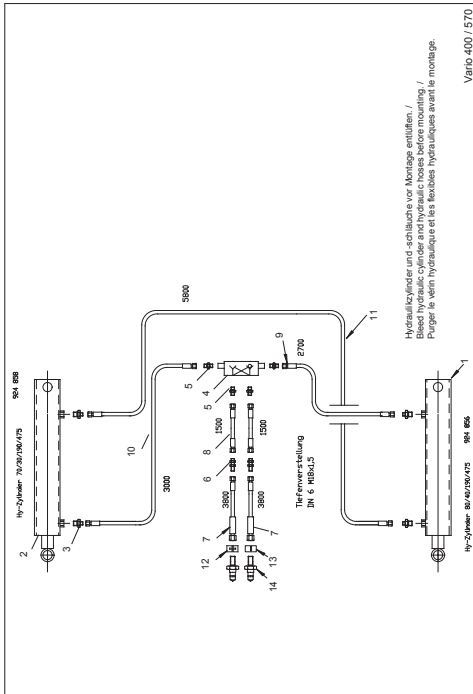 Vario 400 / 570
Hydraulikzylinder und -schläuche vor Montage entlüften. /
Bleed hydraulic cylinder and hydraulic hoses before mounting. /
Purger le vérin hydraulique et les flexibles hydrauliques avant le montage.
Hy-Zylinder 70/30/190/475 924 858
2
3
10
3000
5800
5
4
5
9
2700
11
1500
8
1500
6
3800
3800
7
7
12
13
14
Tiefenverstellung
DN 6 M18x1,5
1
Hy-Zylinder 80/40/190/475 924 856